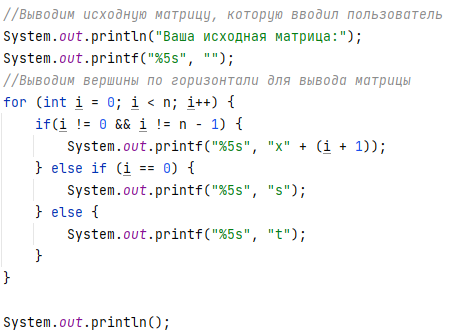 //Выводим исходную матрицу, которую вводил пользователь
System.out.println("Ваша исходная матрица:");
System.out.printf("%5s", "");
//Выводим вершины по горизонтали для вывода матрицы
for (int i = 0; i < n; i++) {
    if(i != 0 && i != n - 1) {
        System.out.printf("%5s", "x" + (i + 1));
    } else if (i == 0) {
        System.out.printf("%5s", "s");
    } else {
        System.out.printf("%5s", "t");
    }
}
System.out.println();